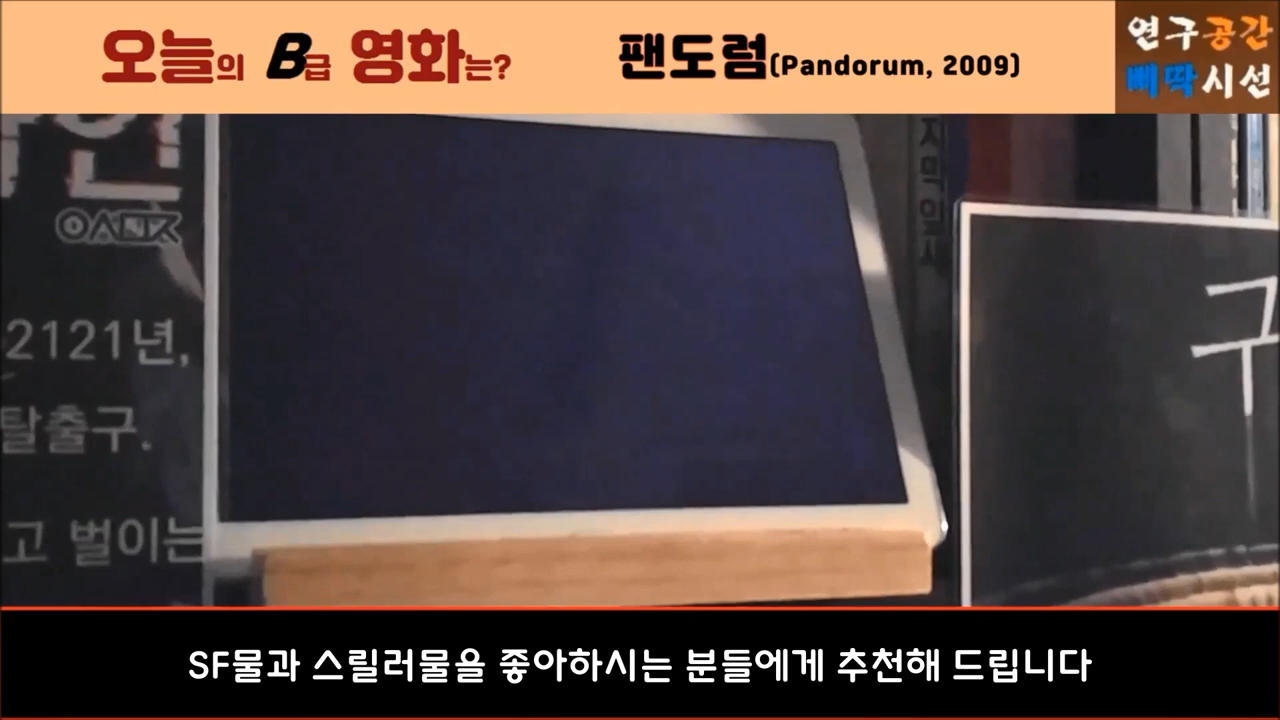 오늘의 B급 영화는? 팬도럼(Pandorum, 2009)
연구공간
삐딱시선
2121년,
탈출구.
고 벌이는
구
SF물과 스릴러물을 좋아하시는 분들에게 추천해 드립니다